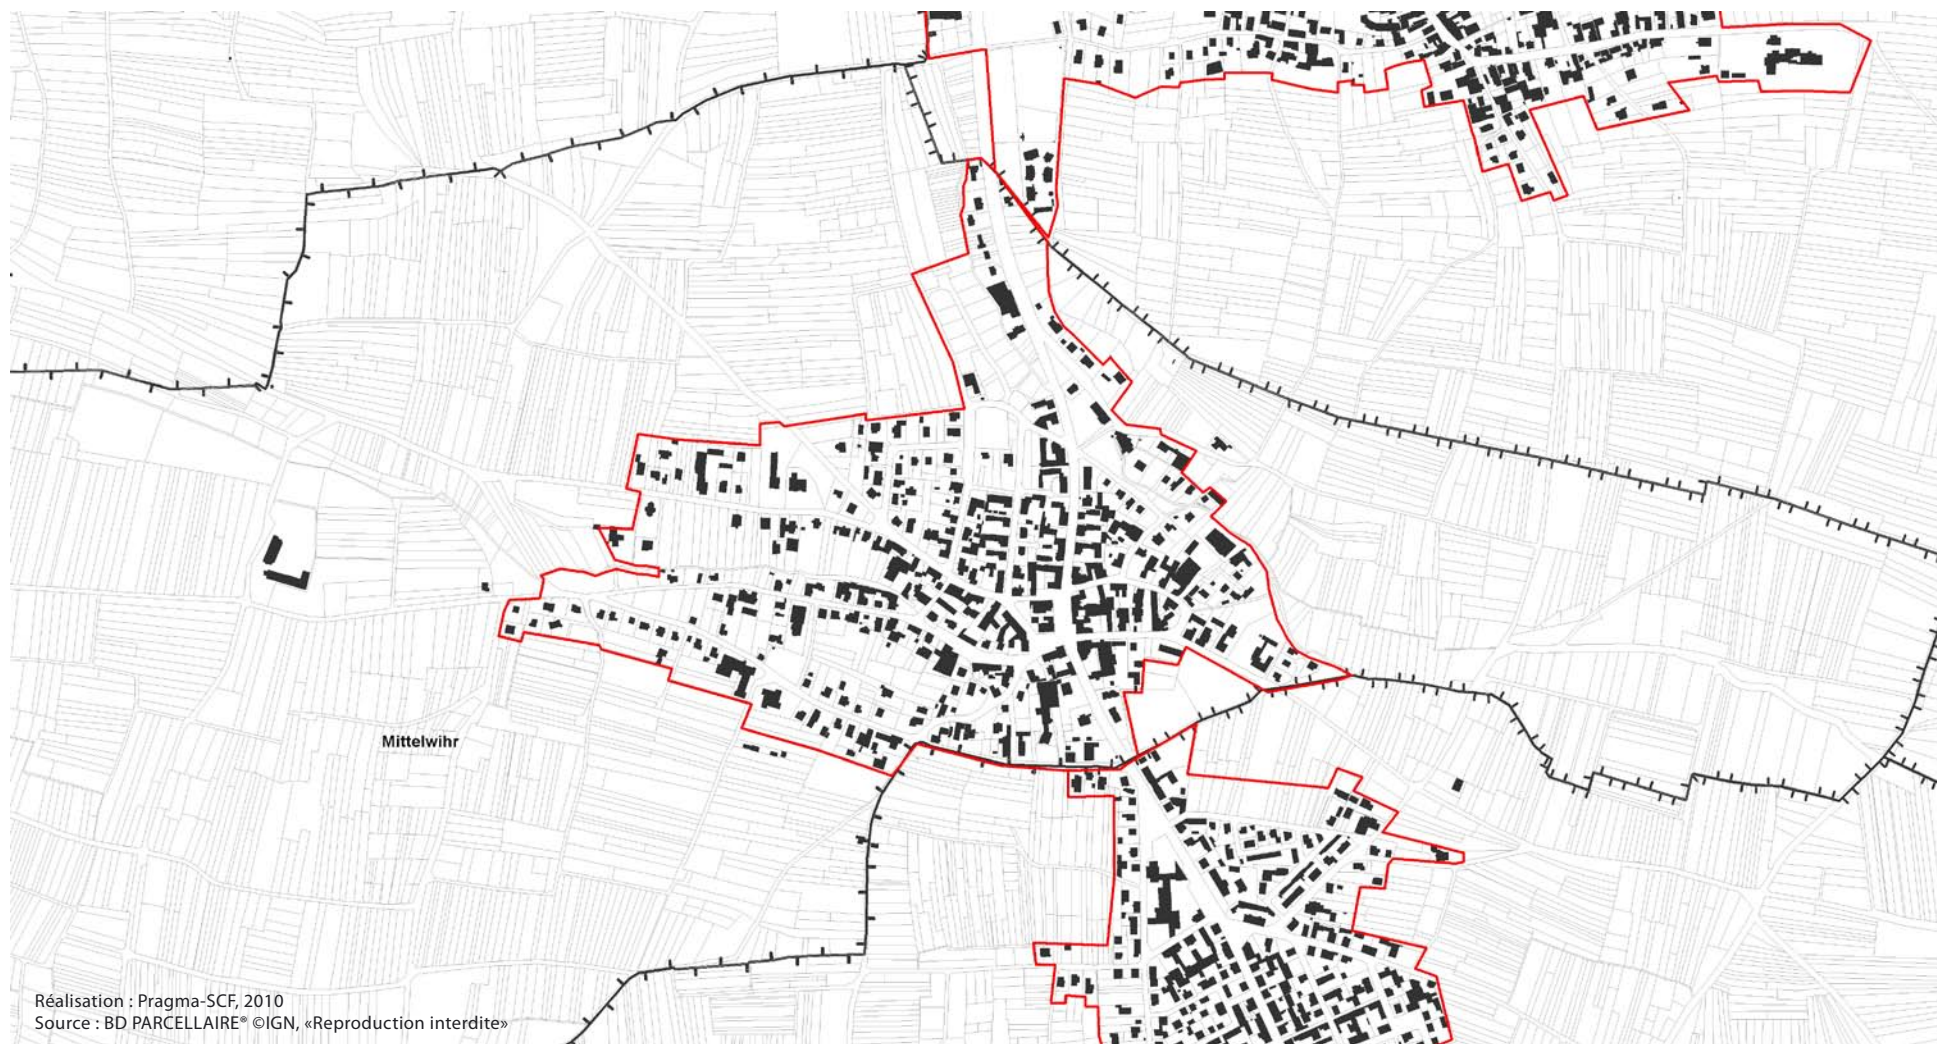 Mittelwihr
Réalisation : Pragma-SCF, 2010
Source : BD PARCELLAIRE® ©IGN, «Reproduction interdite»